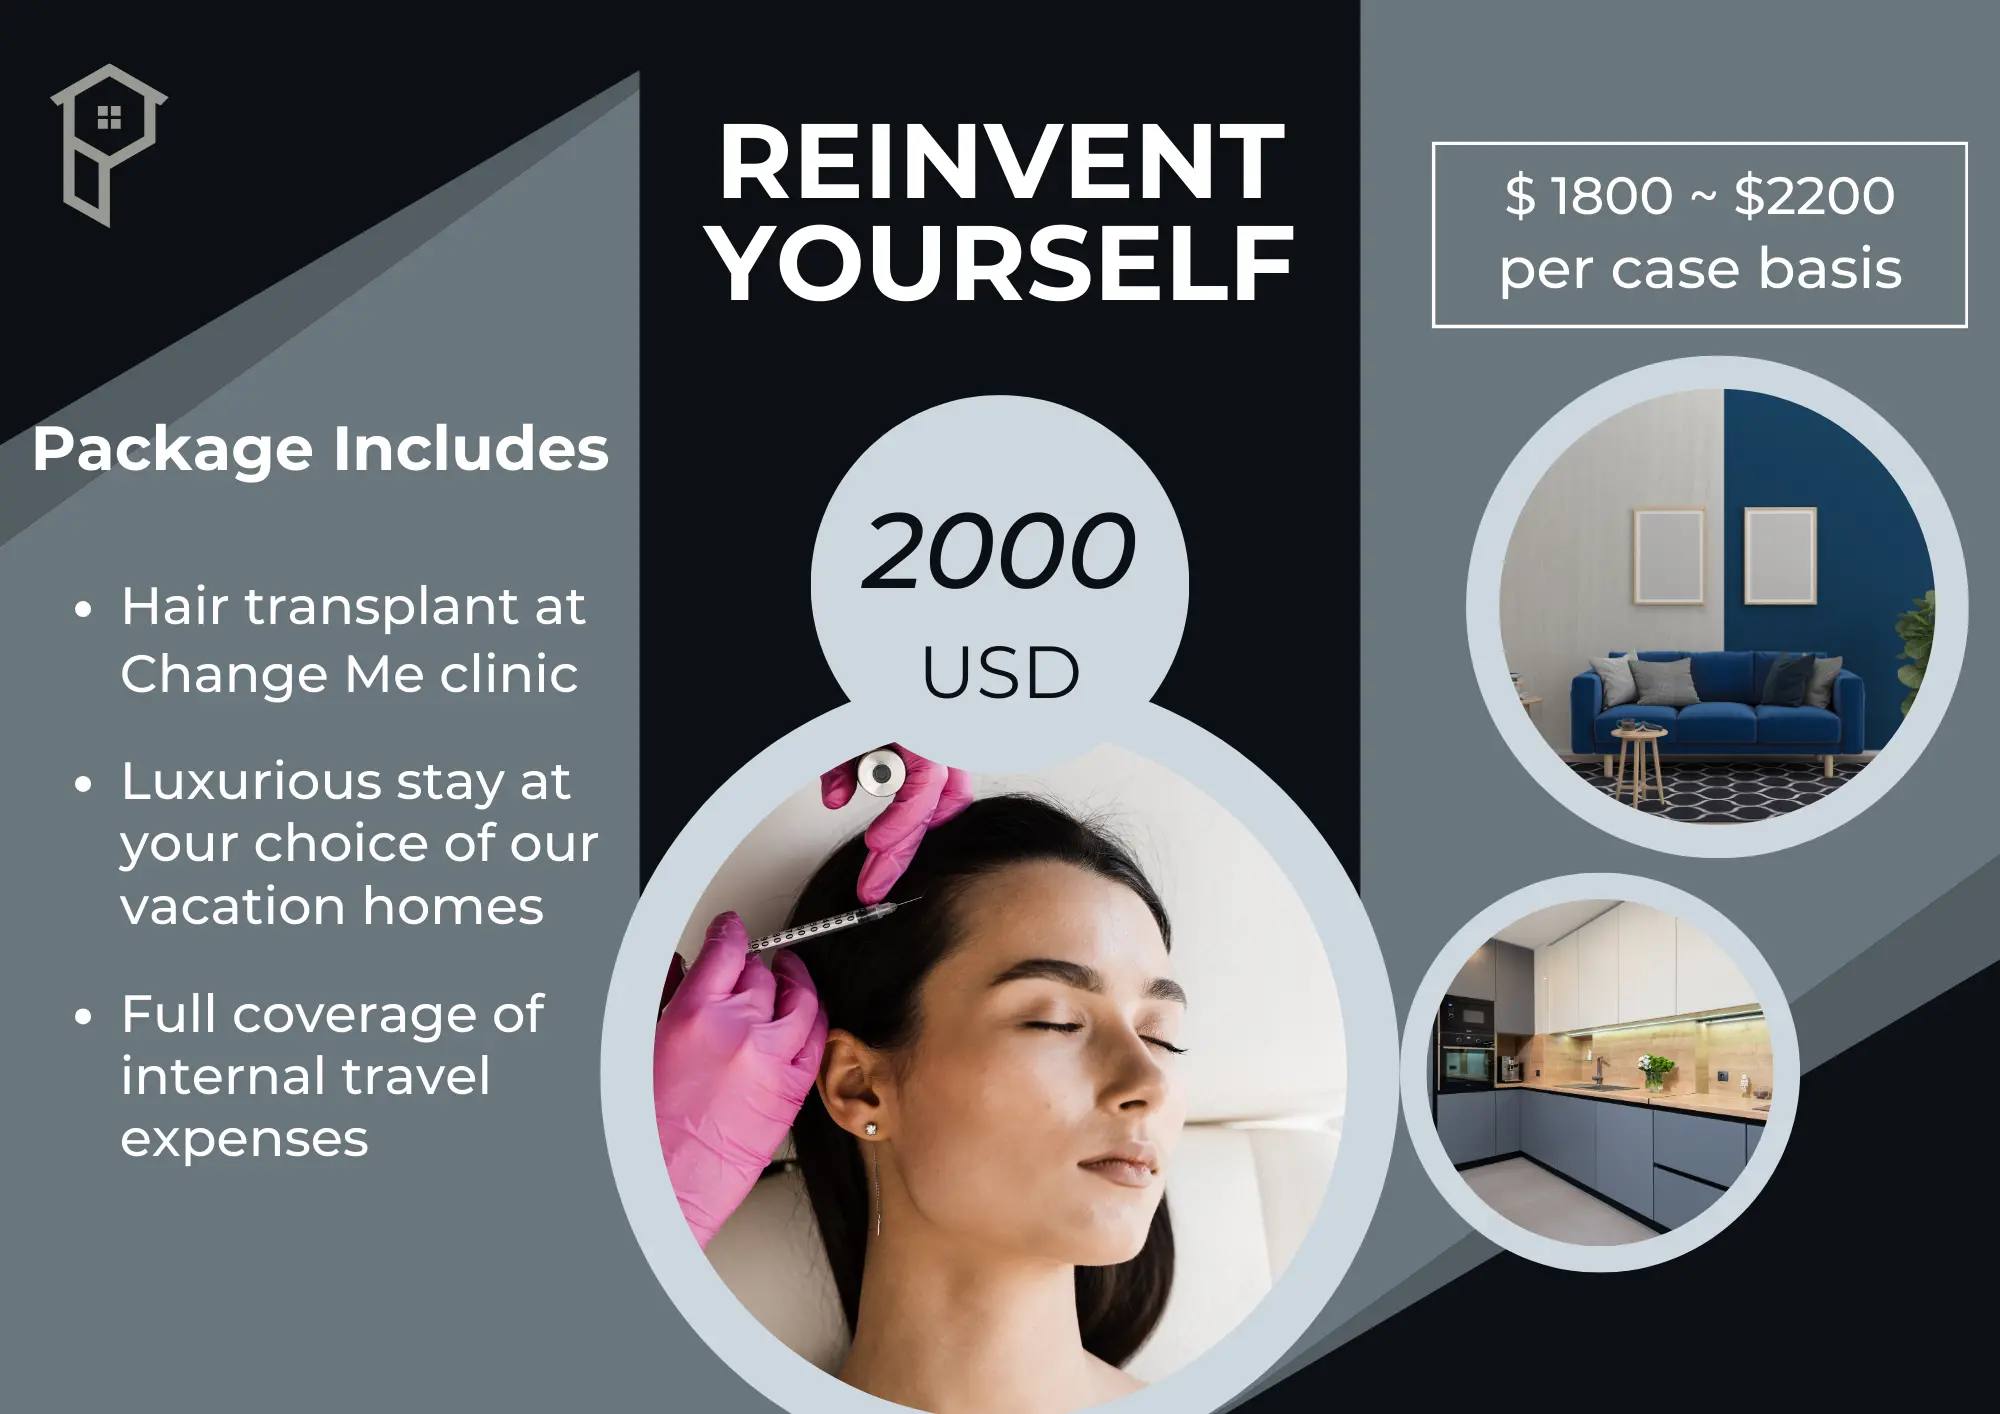 REINVENT
YOURSELF
$ 1800 ~ $2200
per case basis
Package Includes
2000
USD
• Hair transplant at
Change Me clinic
• Luxurious stay at
your choice of our
vacation homes
• Full coverage of
internal travel
expenses